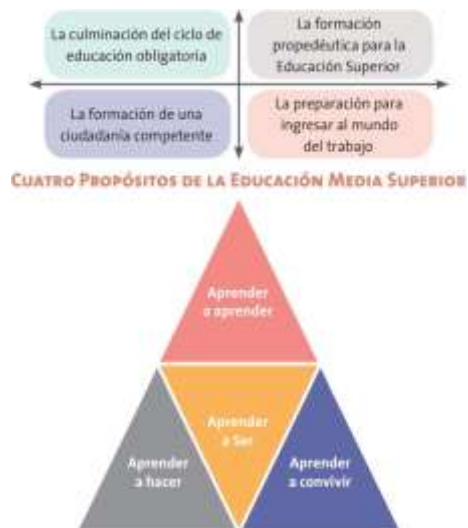 La culminación del ciclo de
educación obligatoria
La formación
propedéutica para la
Educación Superior
La formación de una
ciudadanía competente
La preparación para
ingresar al mundo
del trabajo
CUATRO PROPÓSITOS DE LA EDUCACIÓN MEDIA SUPERIOR
Aprender
a aprender
Aprender
a Ser
Aprender
a hacer
Aprender
a convivir